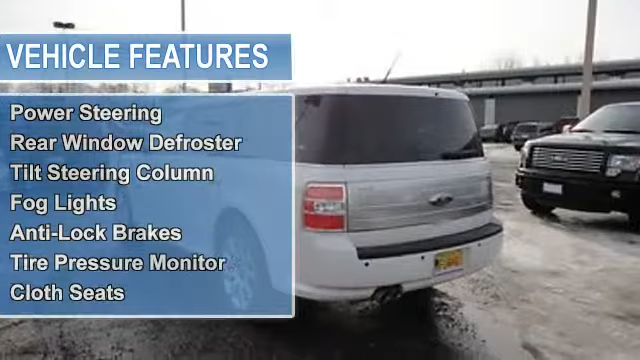 VEHICLE FEATURES
Power Steering
Rear Window Defroster
Tilt Steering Column
Fog Lights
Anti-Lock Brakes
Tire Pressure Monitor
Cloth Seats